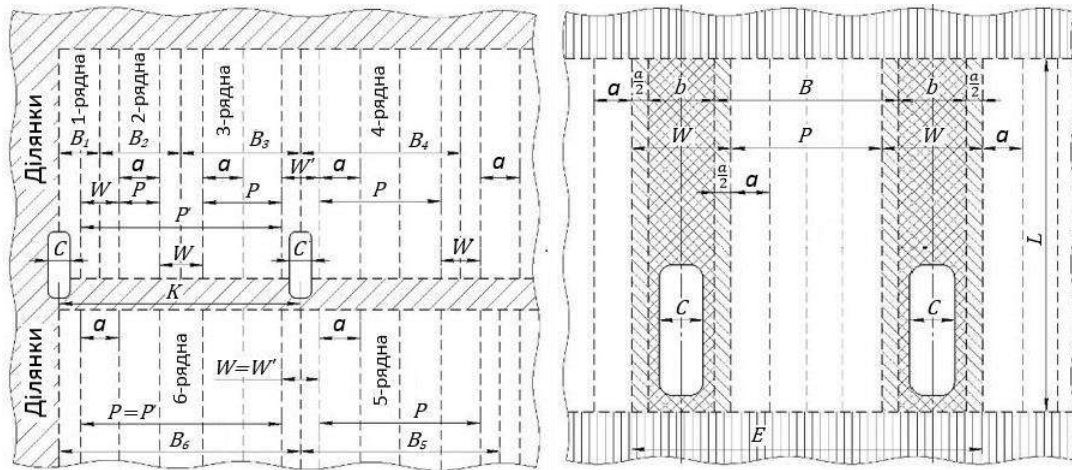 Ділянки
1-рядна
2-рядна
3-рядна
4-рядна
B₁ B₂ B₃ B₄
a a W' a a
W P P P
P'
C W C W
K
Ділянки
a a
6-рядна
5-рядна
W=W'
P=P' P
B₆ B₅
a a/2 b B b a/2
W P W a
a/2 a
L
C C
E